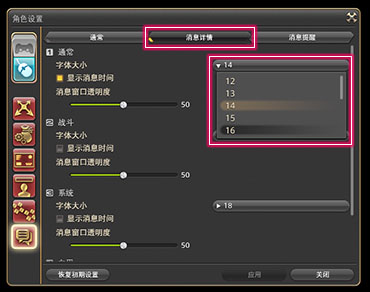 角色设置
通常 消息详情 消息提醒
1 通常
字体大小 14
显示消息时间 12
消息窗口透明度 13
50 14
15
16
2 战斗
字体大小
显示消息时间
消息窗口透明度
50
3 系统
字体大小 18
显示消息时间
消息窗口透明度
50
恢复初期设置 应用 关闭